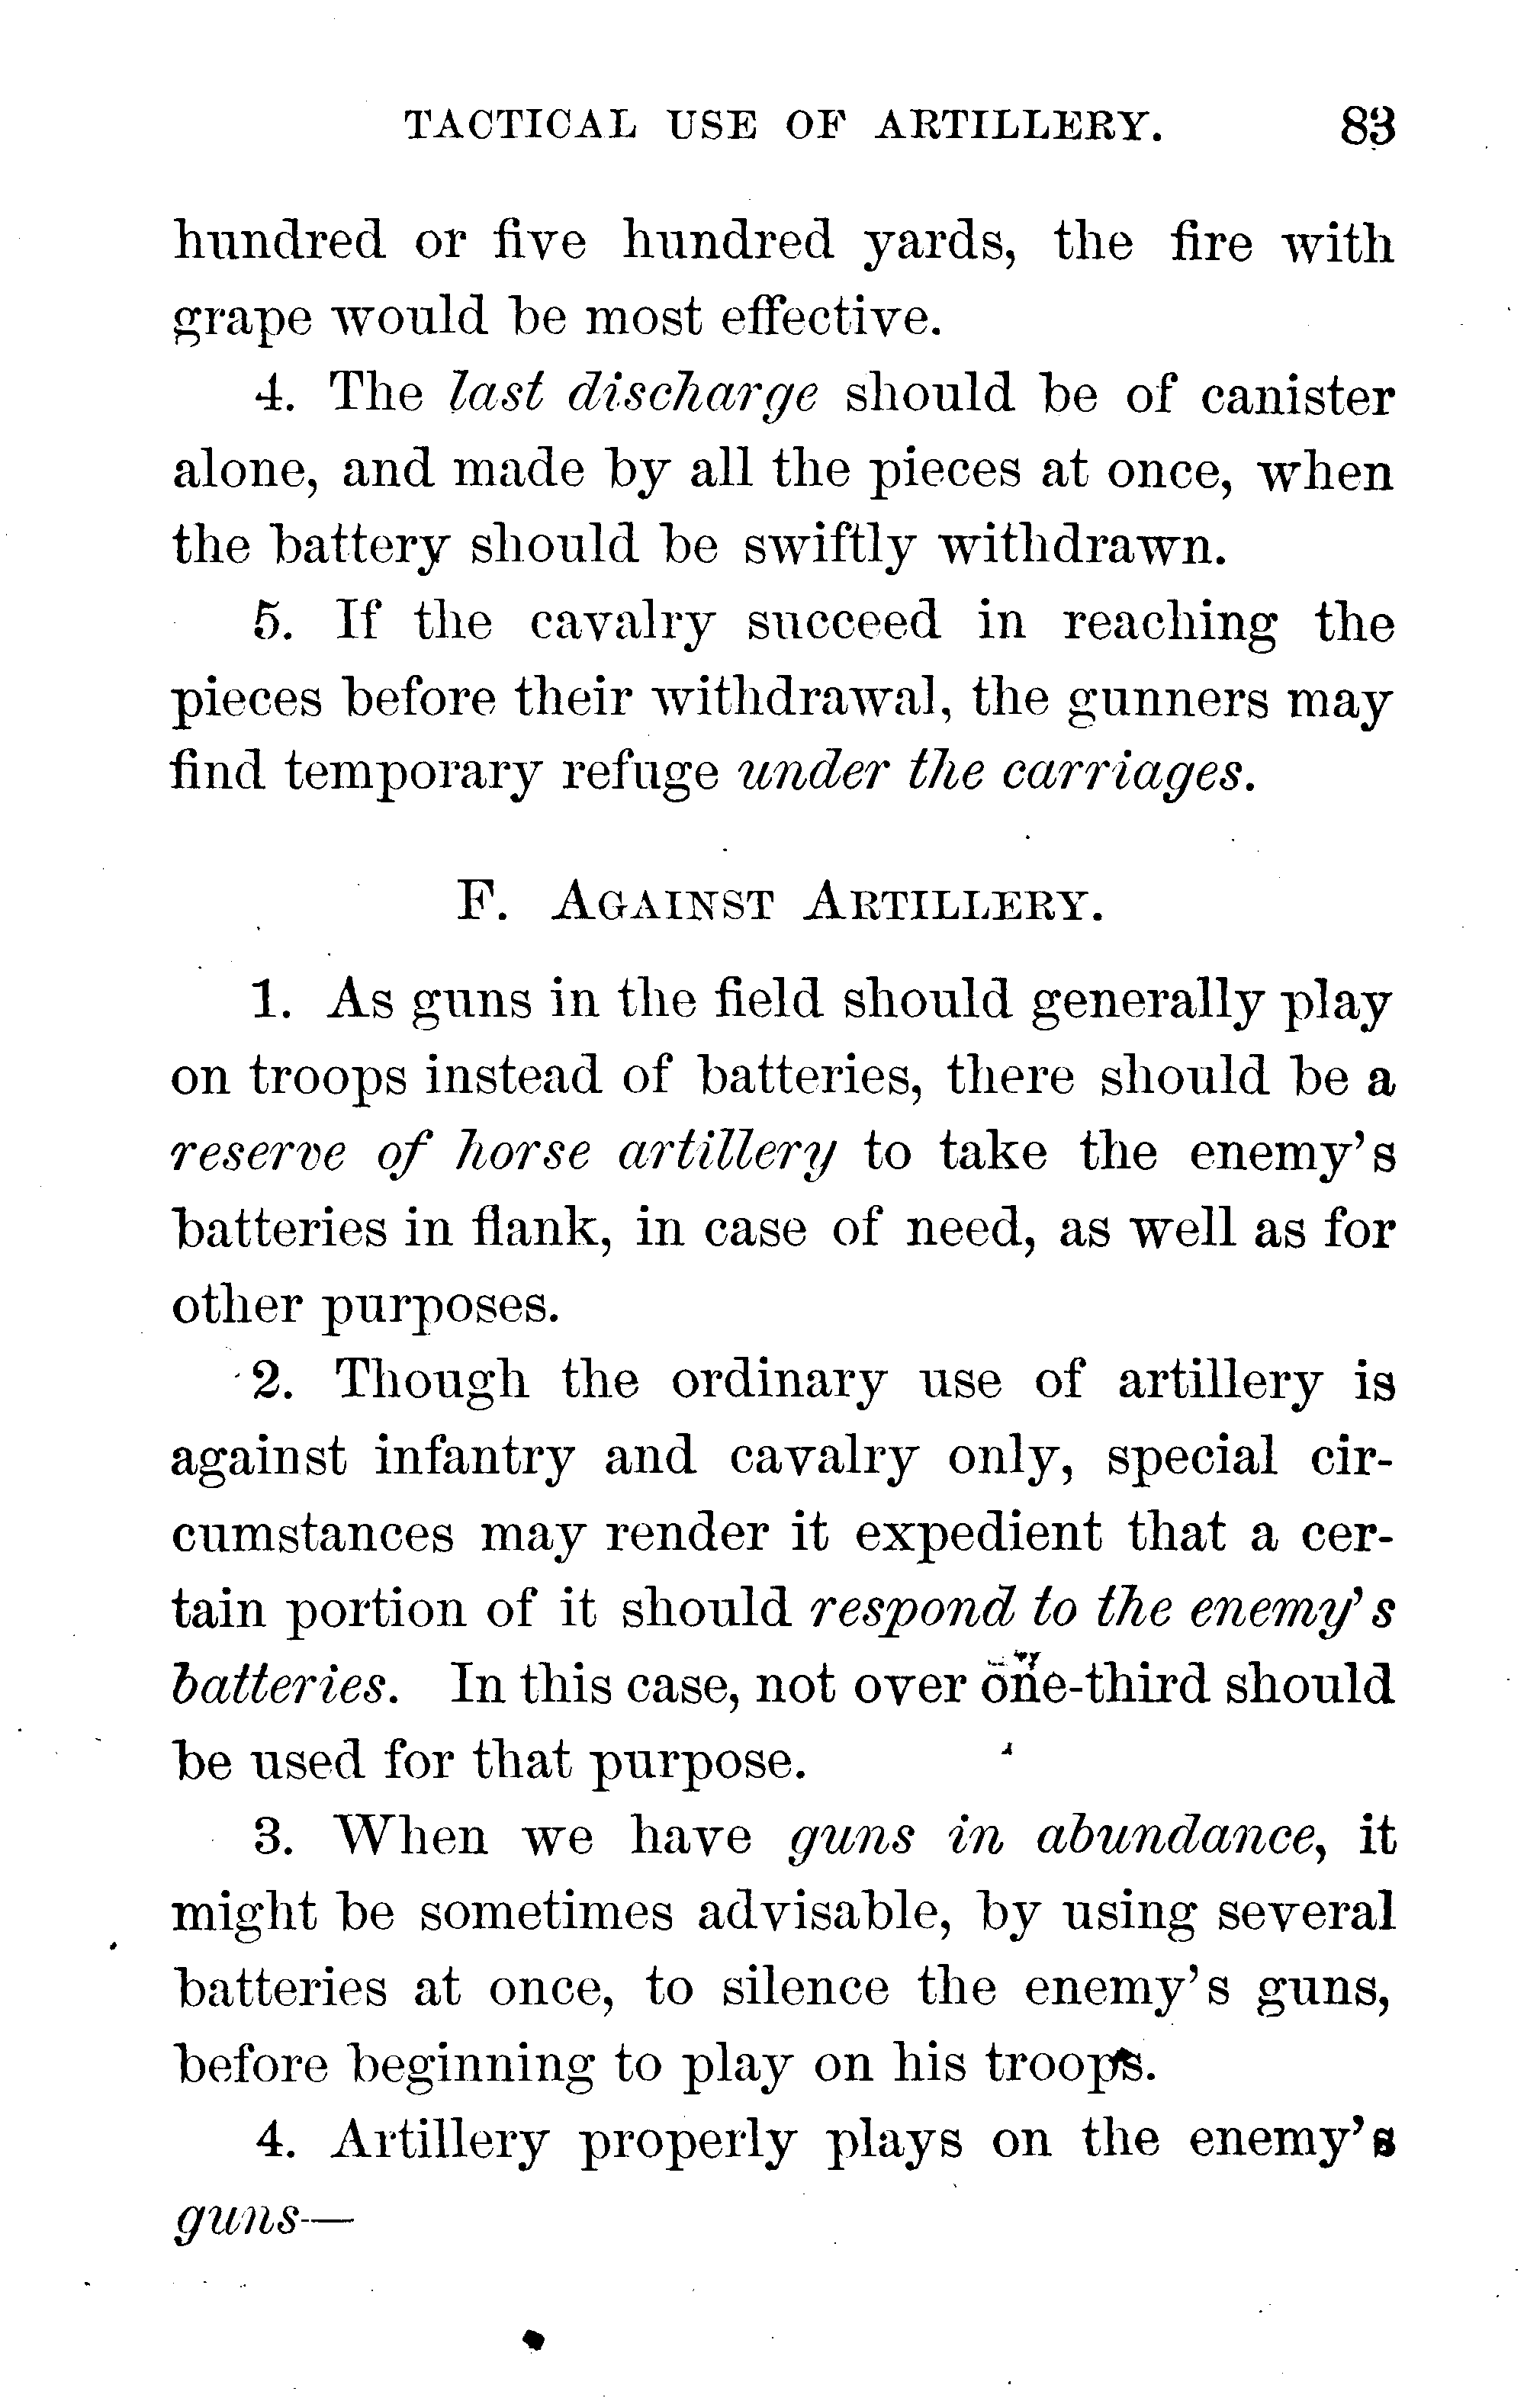 TACTICAL USE OF ARTILLERY. 83
hundred or five hundred yards, the fire with
grape would be most effective.
4. The last discharge should be of canister
alone, and made by all the pieces at once, when
the battery should be swiftly withdrawn.
5. If the cavalry succeed in reaching the
pieces before their withdrawal, the gunners may
find temporary refuge under the carriages.
F. AGAINST ARTILLERY.
1. As guns in the field should generally play
on troops instead of batteries, there should be a
reserve of horse artillery to take the enemy's
batteries in flank, in case of need, as well as for
other purposes.
2. Though the ordinary use of artillery is
against infantry and cavalry only, special cir-
cumstances may render it expedient that a cer-
tain portion of it should respond to the enemy's
batteries. In this case, not over one-third should
be used for that purpose.
3. When we have guns in abundance, it
might be sometimes advisable, by using several
batteries at once, to silence the enemy's guns,
before beginning to play on his troops.
4. Artillery properly plays on the enemy's
guns—